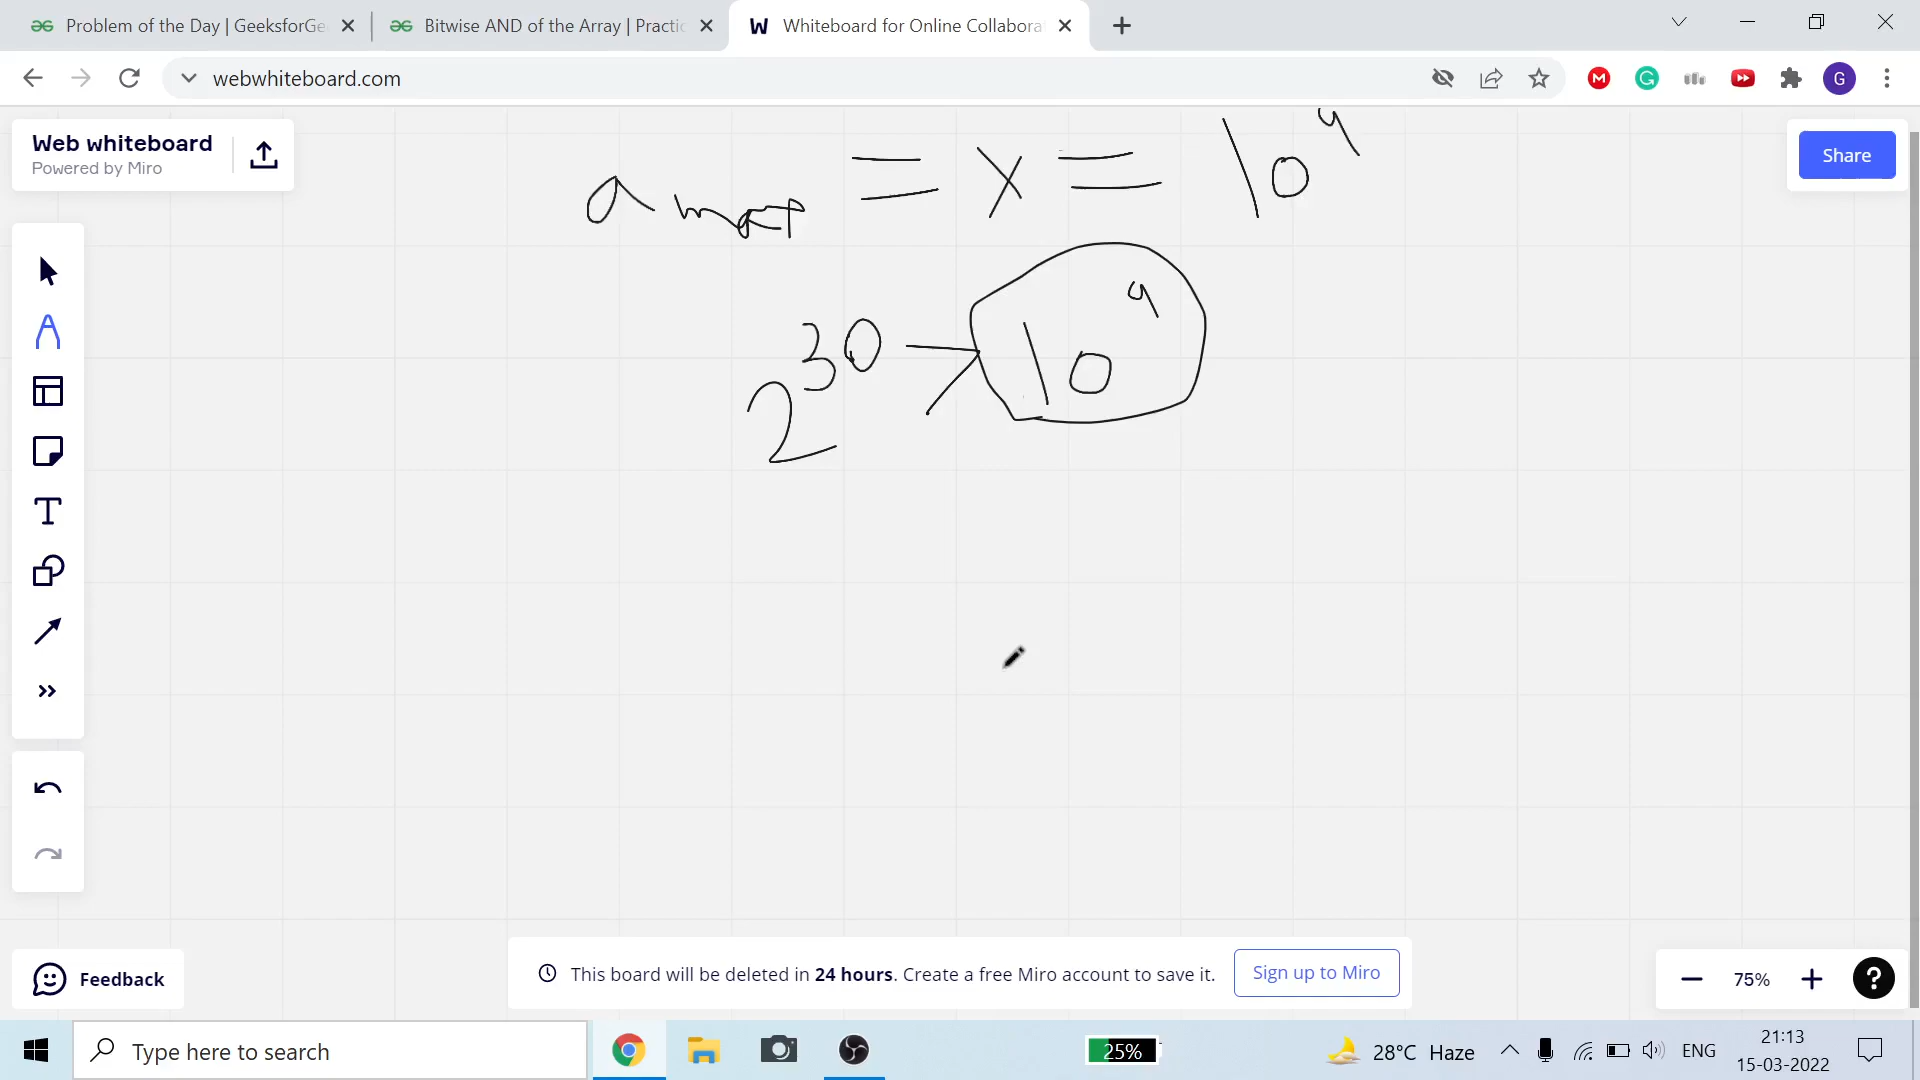 Problem of the Day | GeeksforGe
Bitwise AND of the Array | Practic
Whiteboard for Online Collabora
webwhiteboard.com
G
Web whiteboard
Powered by Miro
Share
= x = 10^9
2^30 > 10^9
Feedback
This board will be deleted in 24 hours. Create a free Miro account to save it.
Sign up to Miro
75%
?
Type here to search
25%
28°C Haze
ENG
21:13
15-03-2022